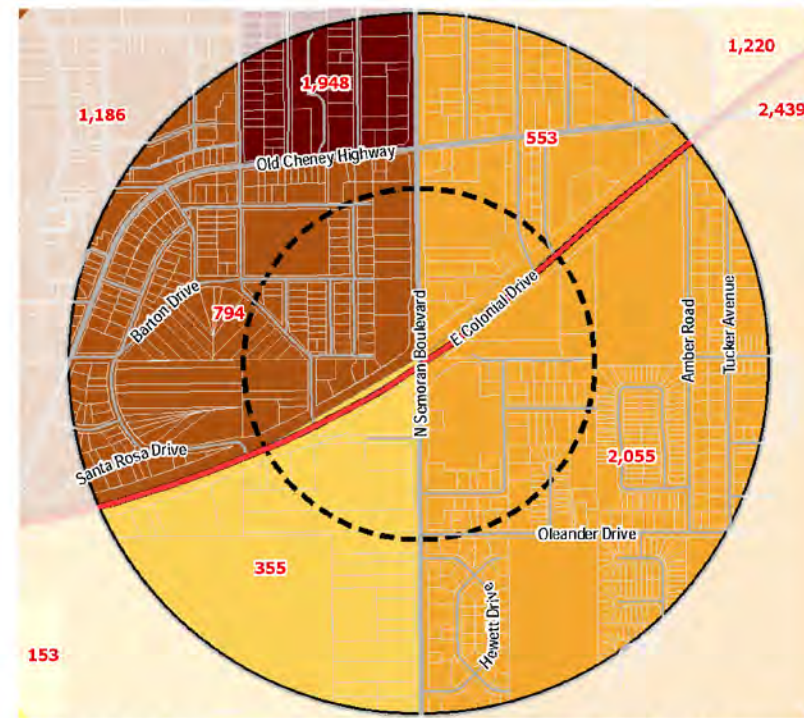 1,220
1,948
1,186
2,439
553
Old Cheney Highway
Barton Drive
794
N Semoran Boulevard
E Colonial Drive
Amber Road
Tucker Avenue
Santa Rosa Drive
2,055
Oleander Drive
355
Hewett Drive
153